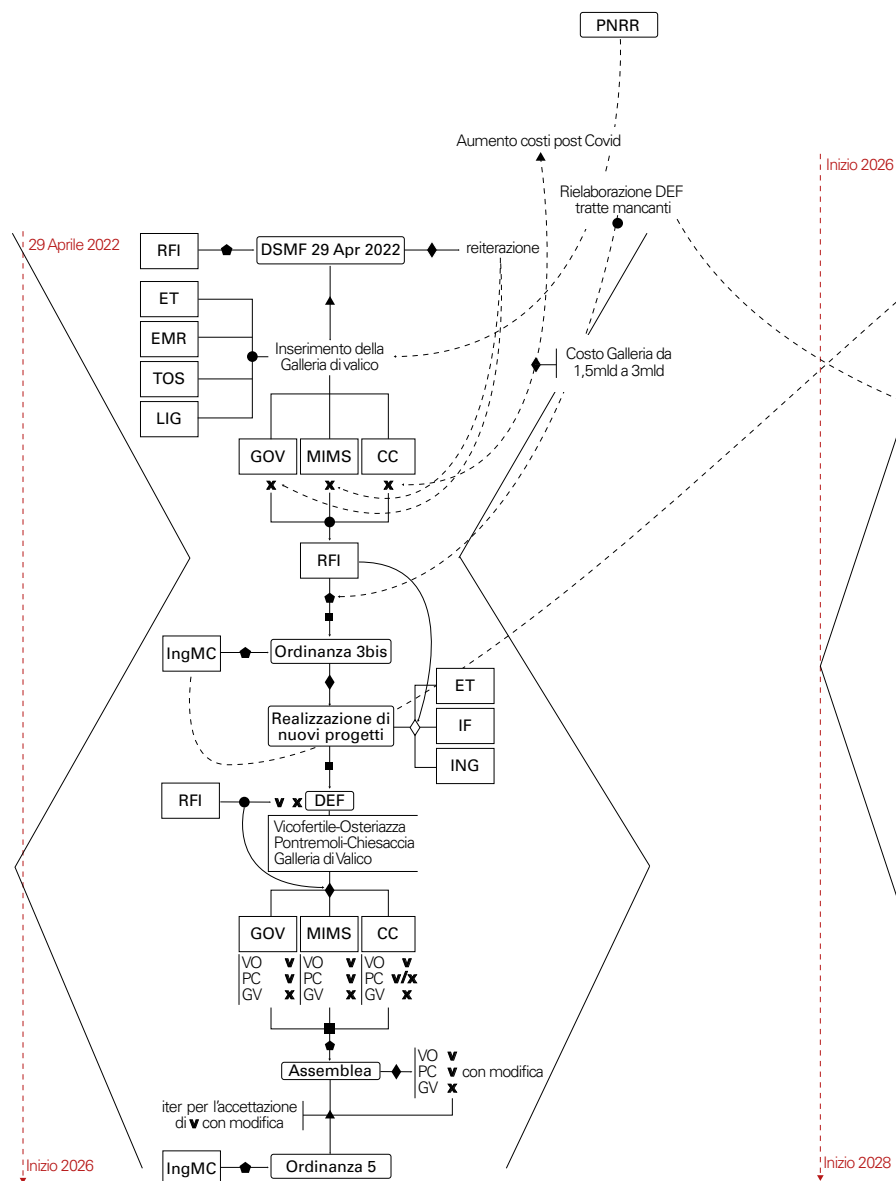 PNRR
Aumento costi post Covid
Inizio 2026
Rielaborazione DEF
tratte mancanti
29 Aprile 2022
RFI
DSMF 29 Apr 2022
reiterazione
ET
EMR
TOS
LIG
Inserimento della
Galleria di valico
Costo Galleria da
1,5mld a 3mld
GOV
MIMS
CC
x
x
x
RFI
IngMC
Ordinanza 3bis
ET
Realizzazione di
nuovi progetti
IF
ING
RFI
v x
DEF
Vicofertile-Osteriazza
Pontremoli-Chiesaccia
Galleria di Valico
GOV
MIMS
CC
VO v
PC v
GV x
VO v
PC v
GV x
VO v
PC v/x
GV x
Assemblea
VO v
PC v con modifica
GV x
iter per l'accettazione
di v con modifica
Inizio 2026
IngMC
Ordinanza 5
Inizio 2028